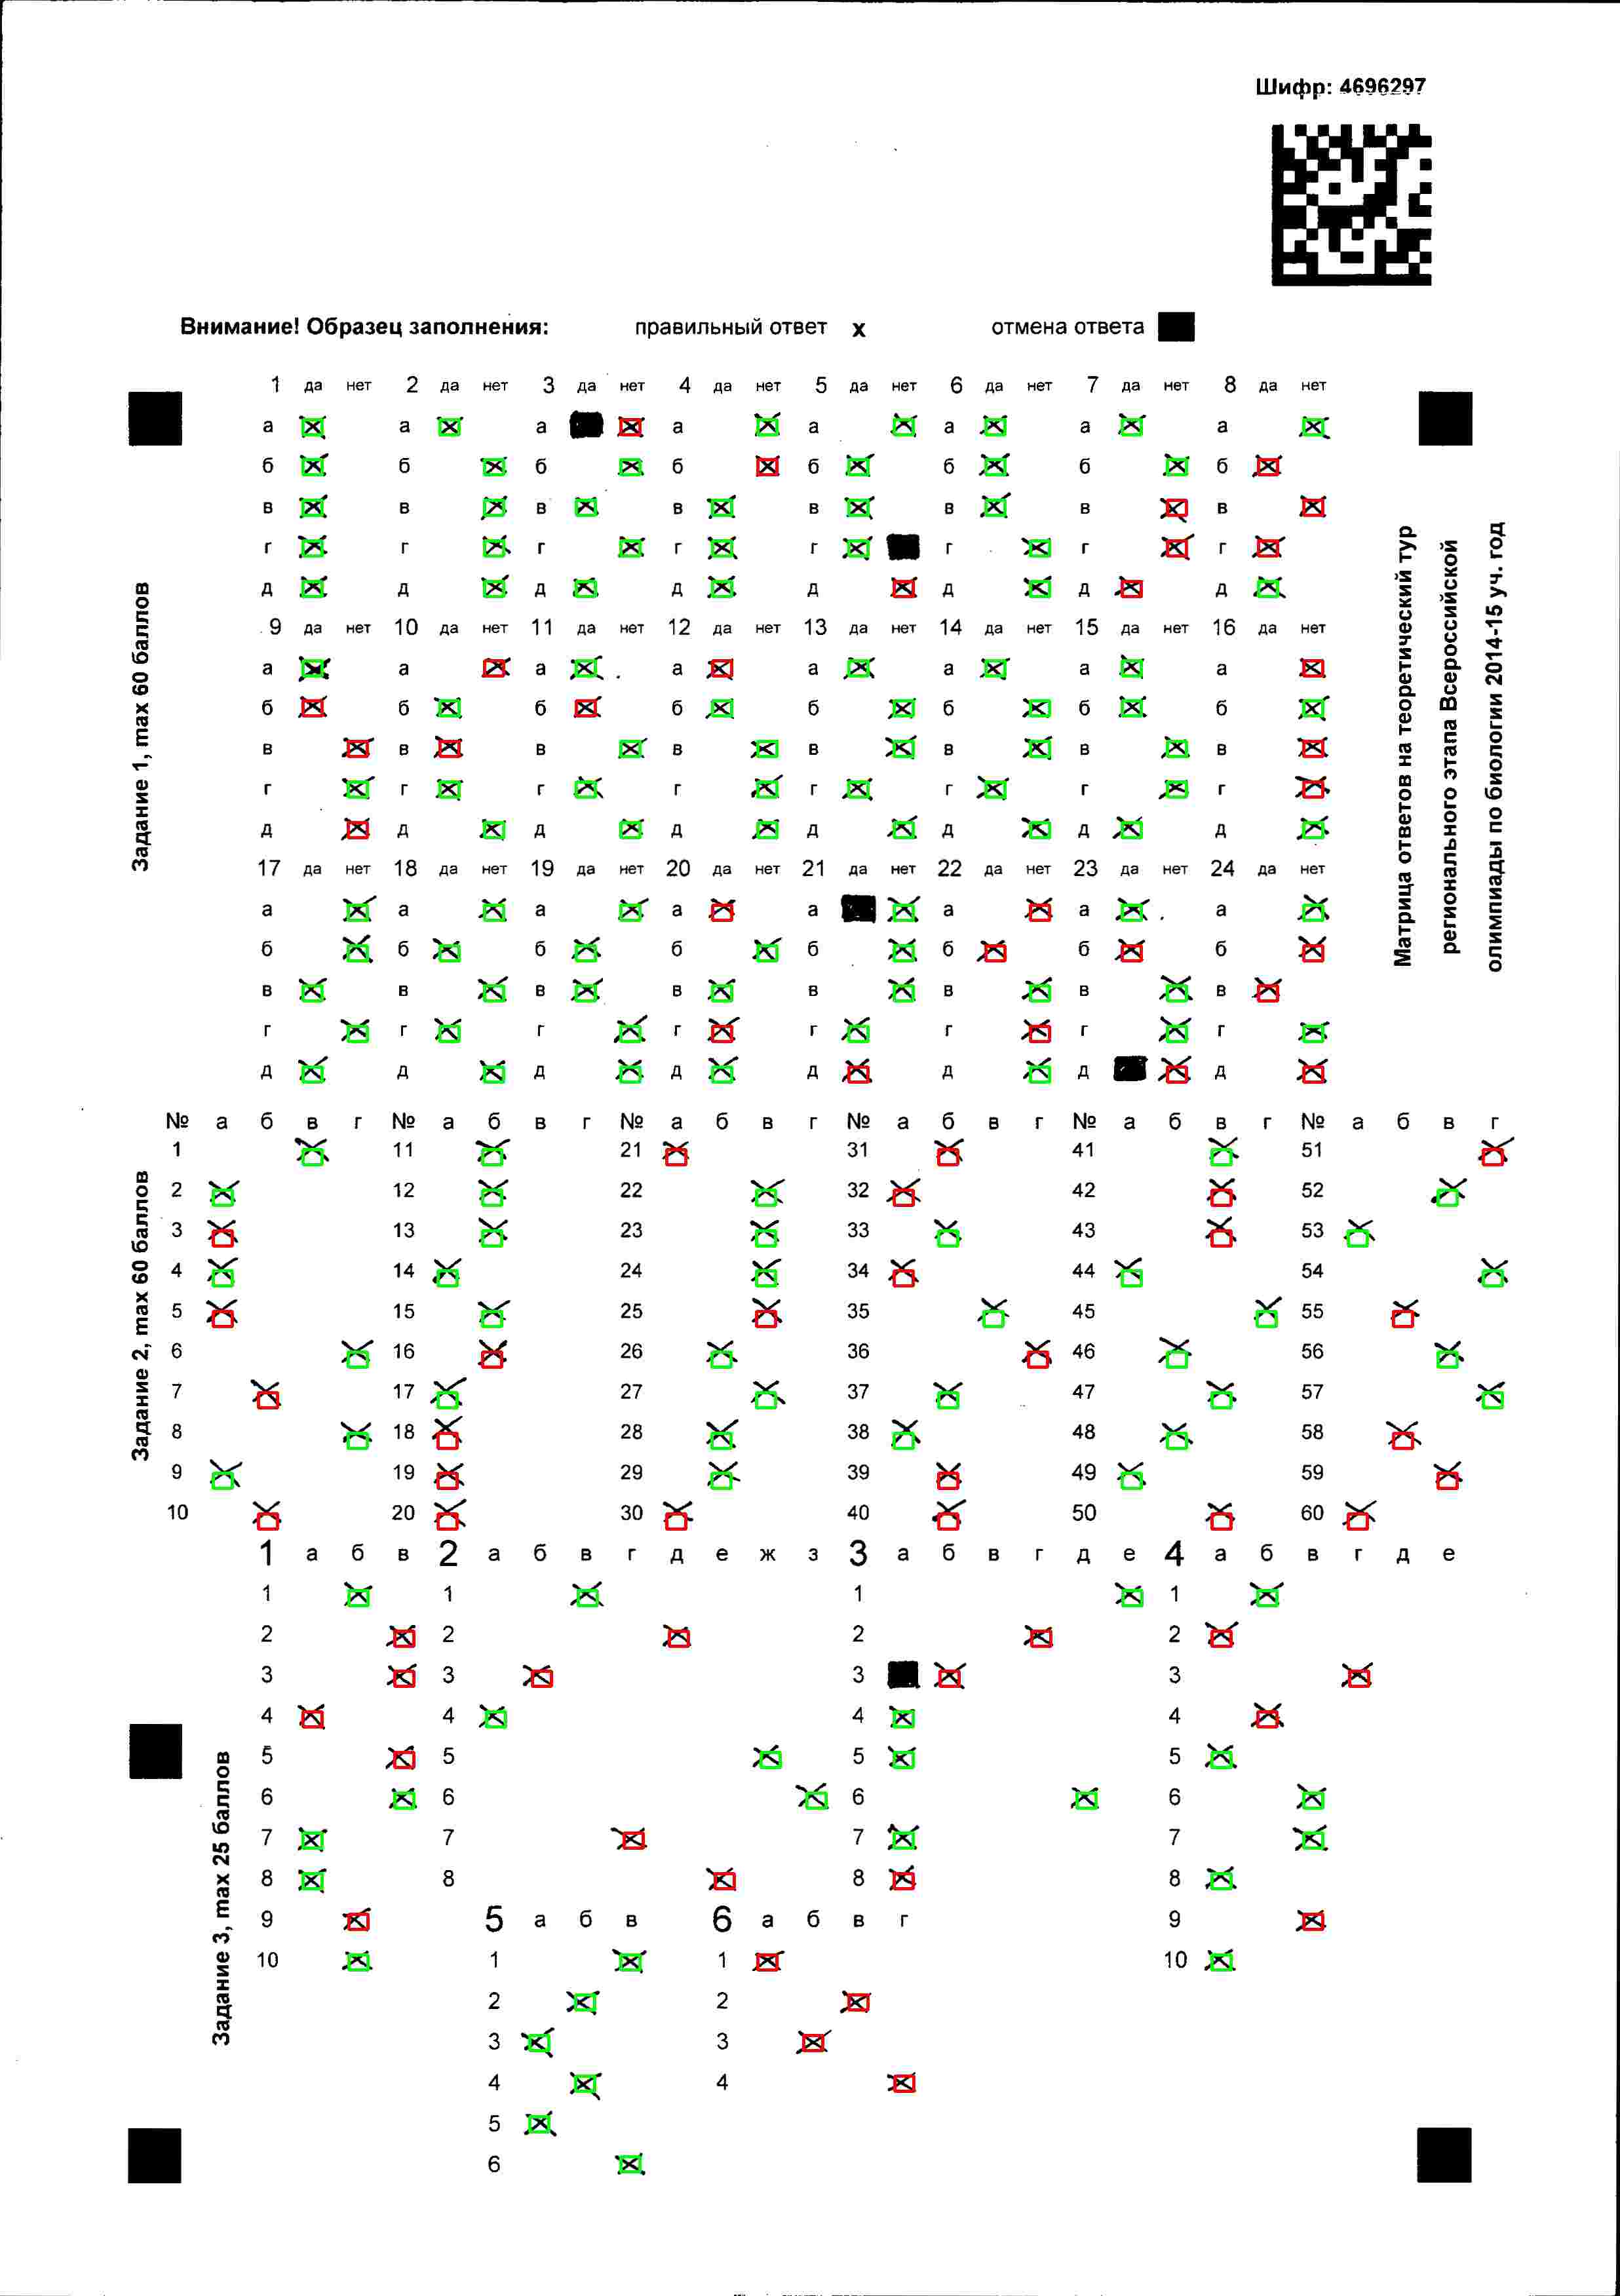 Шифр: 4696297
Внимание! Образец заполнения: правильный ответ x отмена ответа
1 да нет 2 да нет 3 да нет 4 да нет 5 да нет 6 да нет 7 да нет 8 да нет
а а а а а а а а
б б б б б б б б
в в в в в в в в
г г г г г г г г
д д д д д д д д
9 да нет 10 да нет 11 да нет 12 да нет 13 да нет 14 да нет 15 да нет 16 да нет
а а а а а а а а
б б б б б б б б
в в в в в в в в
г г г г г г г г
д д д д д д д д
17 да нет 18 да нет 19 да нет 20 да нет 21 да нет 22 да нет 23 да нет 24 да нет
а а а а а а а а
б б б б б б б б
в в в в в в в в
г г г г г г г г
д д д д д д д д
Задание 1, max 60 баллов
Матрица ответов на теоретический тур
регионального этапа Всероссийской
олимпиады по биологии 2014-15 уч. год
№ а б в г № а б в г № а б в г № а б в г № а б в г № а б в г
1 11 21 31 41 51
2 12 22 32 42 52
3 13 23 33 43 53
4 14 24 34 44 54
5 15 25 35 45 55
6 16 26 36 46 56
7 17 27 37 47 57
8 18 28 38 48 58
9 19 29 39 49 59
10 20 30 40 50 60
Задание 2, max 60 баллов
1 а б в 2 а б в г д е ж з 3 а б в г д е 4 а б в г д е
1 1 1 1
2 2 2 2
3 3 3 3
4 4 4 4
5 5 5 5
6 6 6 6
7 7 7 7
8 8 8 8
9 5 а б в 6 а б в г 9
10 1 1 10
2 2
3 3
4 4
5
6
Задание 3, max 25 баллов